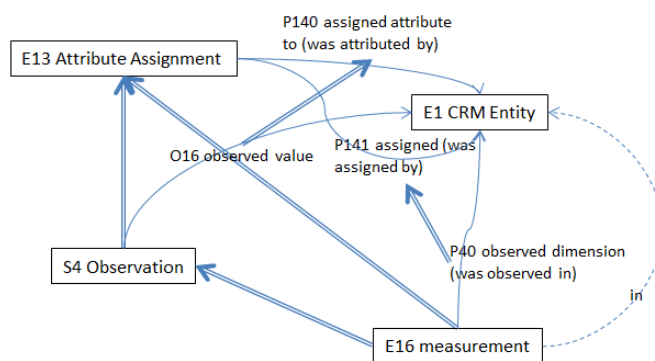 P140 assigned attribute
to (was attributed by)
E13 Attribute Assignment
E1 CRM Entity
O16 observed value
P141 assigned (was
assigned by)
P40 observed dimension
(was observed in)
S4 Observation
in
E16 measurement